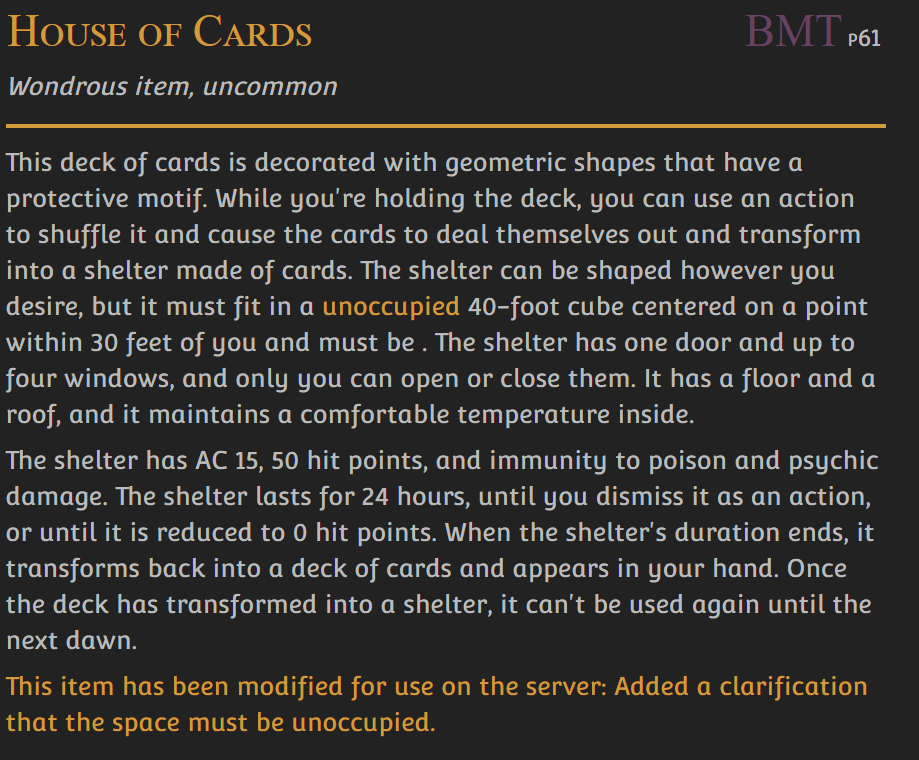 House of Cards BMT P61
Wondrous item, uncommon
This deck of cards is decorated with geometric shapes that have a
protective motif. While you're holding the deck, you can use an action
to shuffle it and cause the cards to deal themselves out and transform
into a shelter made of cards. The shelter can be shaped however you
desire, but it must fit in a unoccupied 40-foot cube centered on a point
within 30 feet of you and must be . The shelter has one door and up to
four windows, and only you can open or close them. It has a floor and a
roof, and it maintains a comfortable temperature inside.
The shelter has AC 15, 50 hit points, and immunity to poison and psychic
damage. The shelter lasts for 24 hours, until you dismiss it as an action,
or until it is reduced to 0 hit points. When the shelter's duration ends, it
transforms back into a deck of cards and appears in your hand. Once
the deck has transformed into a shelter, it can't be used again until the
next dawn.
This item has been modified for use on the server: Added a clarification
that the space must be unoccupied.